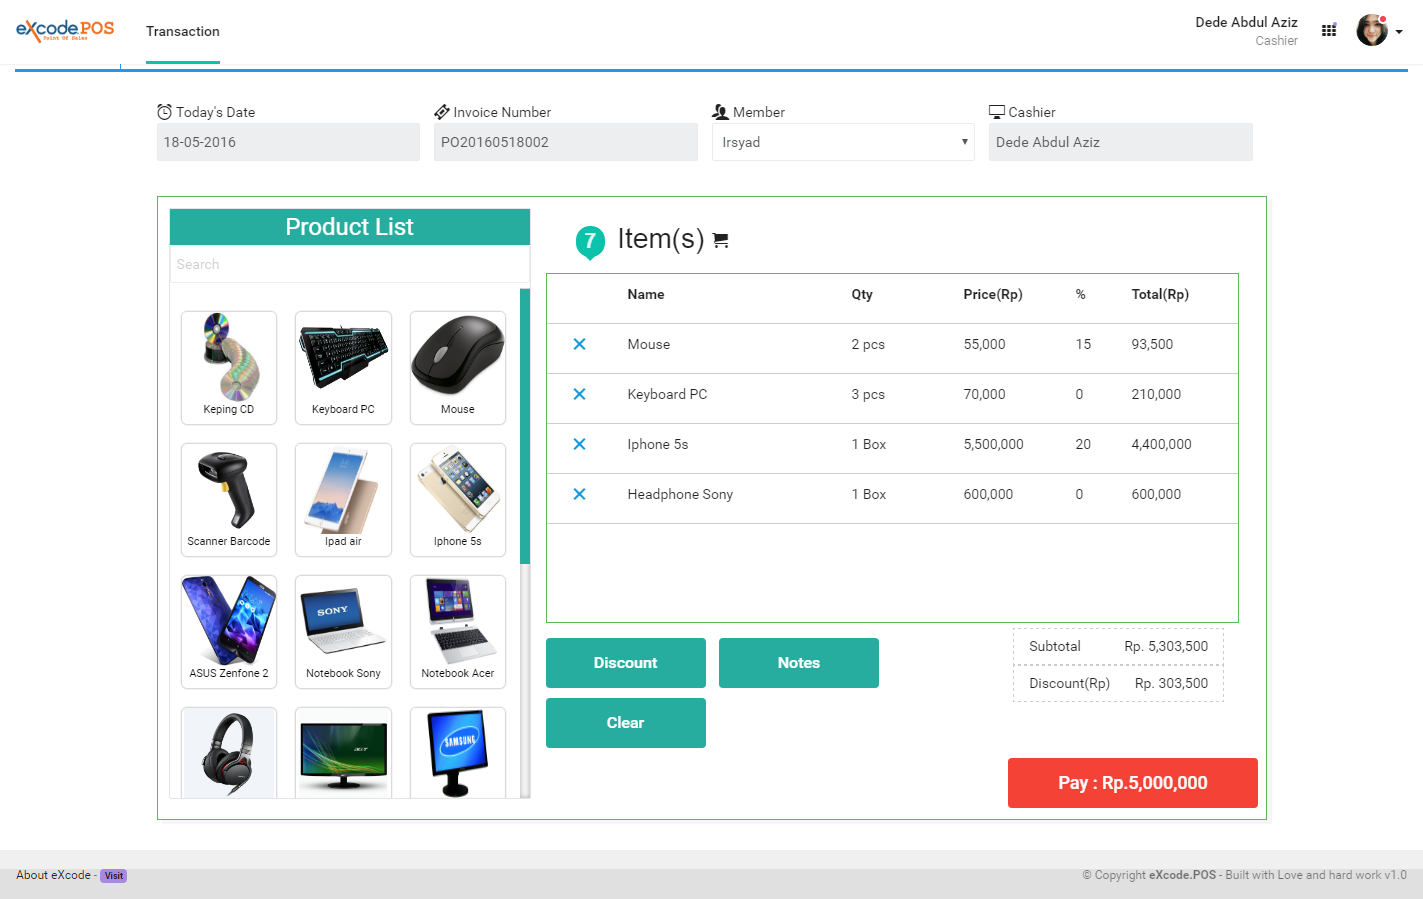 eXcode.POS
Point Of Sales
Transaction
Dede Abdul Aziz
Cashier
Today's Date
Invoice Number
Member
Cashier
18-05-2016
PO20160518002
Irsyad
Dede Abdul Aziz
Product List
Search
Keping CD
Keyboard PC
Mouse
Scanner Barcode
Ipad air
Iphone 5s
SONY
ASUS Zenfone 2
Notebook Sony
Notebook Acer
acer
SAMSUNG
7 Item(s)
Name Qty Price(Rp) % Total(Rp)
Mouse 2 pcs 55,000 15 93,500
Keyboard PC 3 pcs 70,000 0 210,000
Iphone 5s 1 Box 5,500,000 20 4,400,000
Headphone Sony 1 Box 600,000 0 600,000
Discount
Notes
Clear
Subtotal Rp. 5,303,500
Discount(Rp) Rp. 303,500
Pay : Rp.5,000,000
About eXcode - Visit
© Copyright eXcode.POS - Built with Love and hard work v1.0